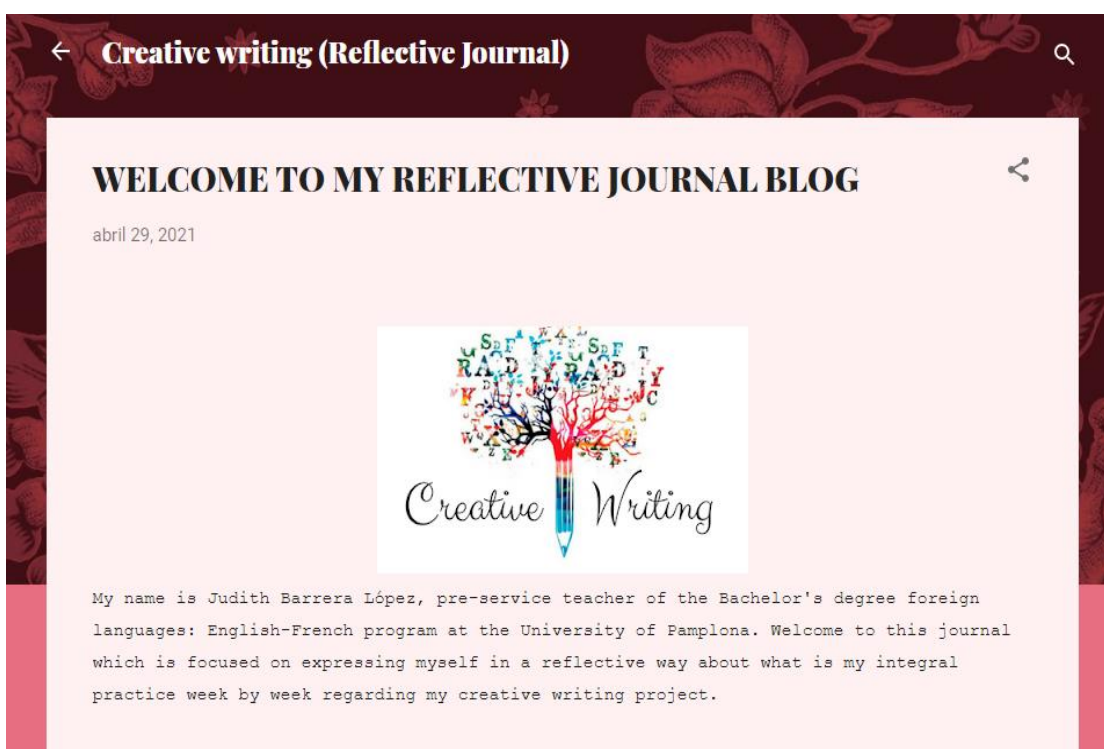 Creative writing (Reflective Journal)
WELCOME TO MY REFLECTIVE JOURNAL BLOG
abril 29, 2021
Creative Writing
My name is Judith Barrera López, pre-service teacher of the Bachelor's degree foreign
languages: English-French program at the University of Pamplona. Welcome to this journal
which is focused on expressing myself in a reflective way about what is my integral
practice week by week regarding my creative writing project.